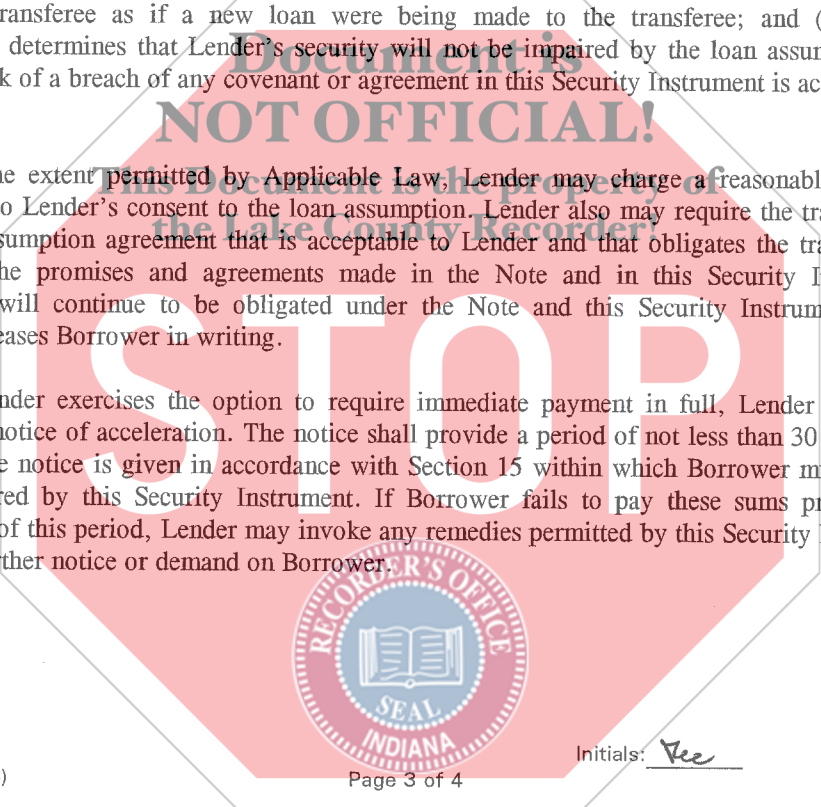 ransferee as if a new loan were being made to the transferee; and (
determines that Lender's security will not be impaired by the loan assum
Document is
k of a breach of any covenant or agreement in this Security Instrument is ac
NOT OFFICIAL!
e extent permitted by Applicable Law, Lender may charge a reasonabl
This Document is the property of
o Lender's consent to the loan assumption. Lender also may require the tra
the Lake County Recorder!
sumption agreement that is acceptable to Lender and that obligates the tra
he promises and agreements made in the Note and in this Security I
will continue to be obligated under the Note and this Security Instrum
eases Borrower in writing.
STOP
nder exercises the option to require immediate payment in full, Lender
notice of acceleration. The notice shall provide a period of not less than 30
e notice is given in accordance with Section 15 within which Borrower m
red by this Security Instrument. If Borrower fails to pay these sums pr
of this period, Lender may invoke any remedies permitted by this Security
rther notice or demand on Borrower.
RECORDER'S OFFICE
SEAL
INDIANA
Initials:
)
Page 3 of 4